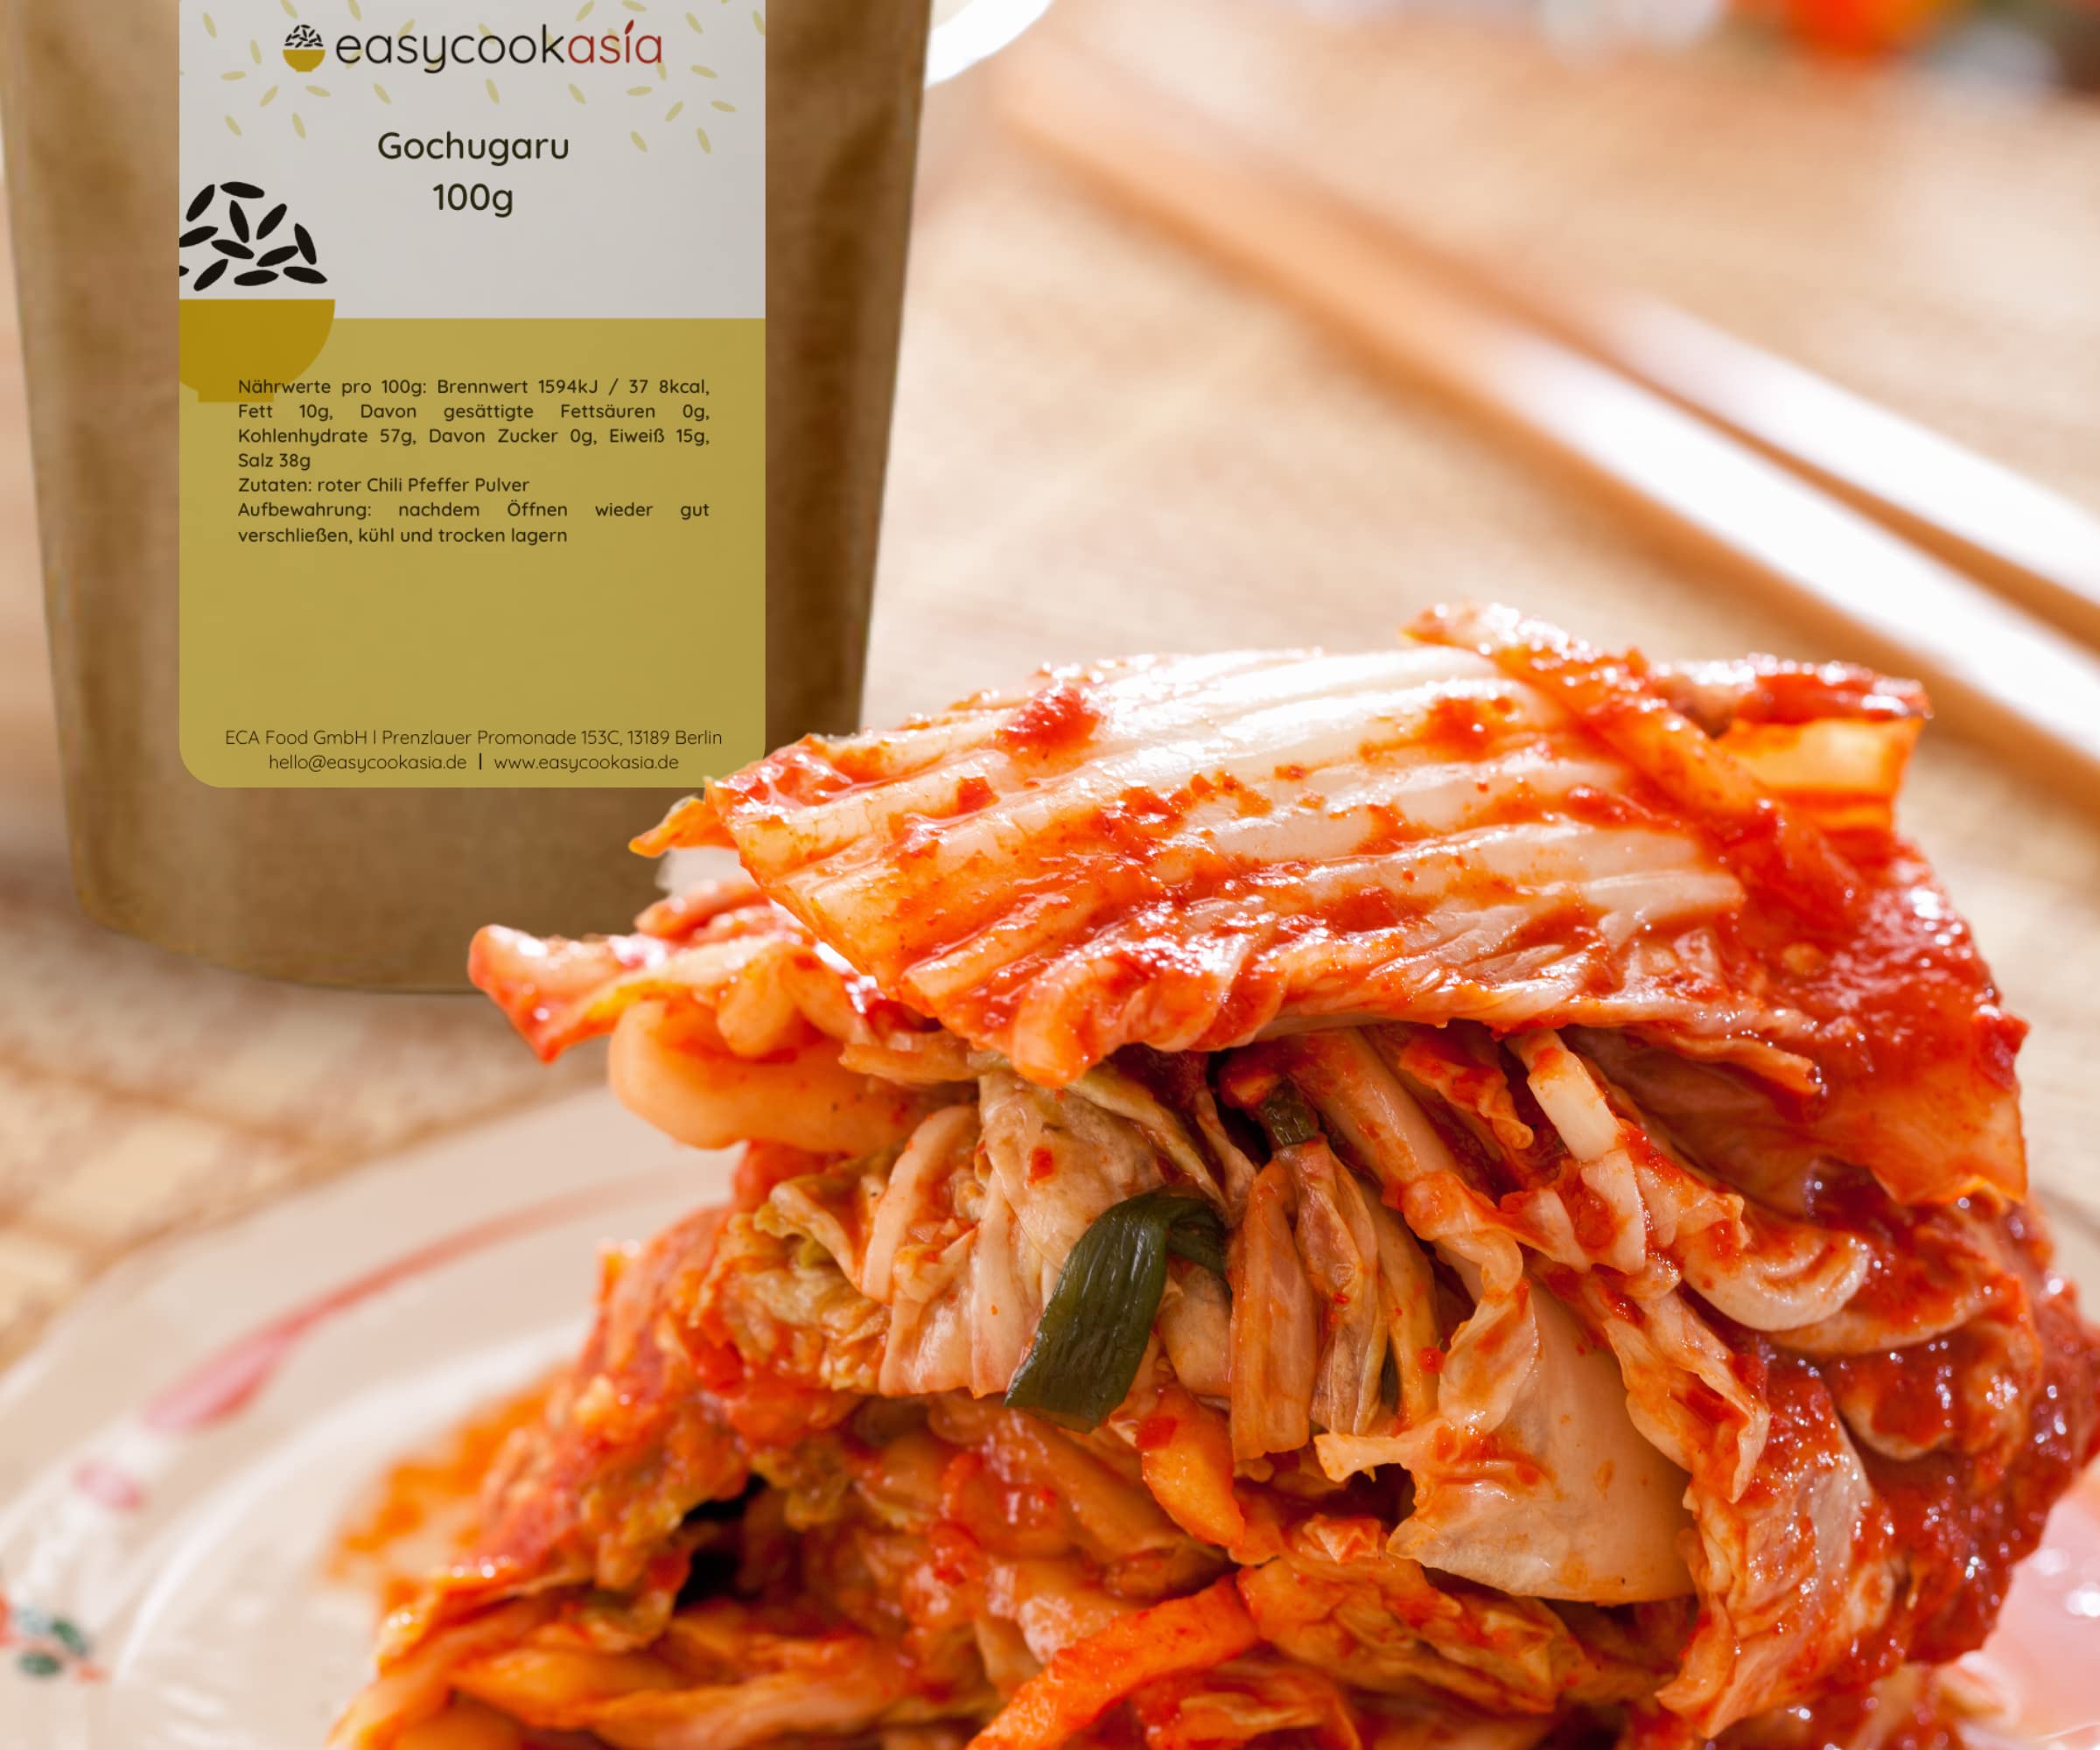 easycookasía
Gochugaru
100g
Nährwerte pro 100g: Brennwert 1594kJ / 37 8kcal,
Fett 10g, Davon gesättigte Fettsäuren 0g,
Kohlenhydrate 57g, Davon Zucker 0g, Eiweiß 15g,
Salz 38g
Zutaten: roter Chili Pfeffer Pulver
Aufbewahrung: nachdem Öffnen wieder gut
verschließen, kühl und trocken lagern
ECA Food GmbH | Prenzlauer Promonade 153C, 13189 Berlin
hello@easycookasia.de | www.easycookasia.de